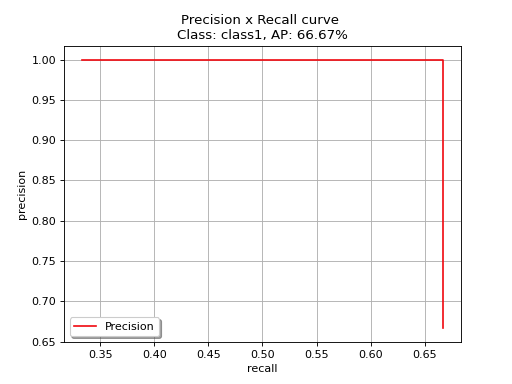 Precision x Recall curve
Class: class1, AP: 66.67%
precision
1.00
0.95
0.90
0.85
0.80
0.75
0.70
0.65
Precision
0.35 0.40 0.45 0.50 0.55 0.60 0.65
recall